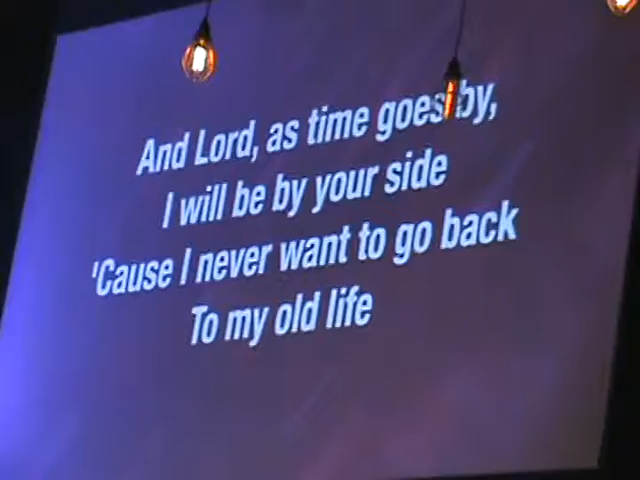 And Lord, as time goes by,
I will be by your side
'Cause I never want to go back
To my old life